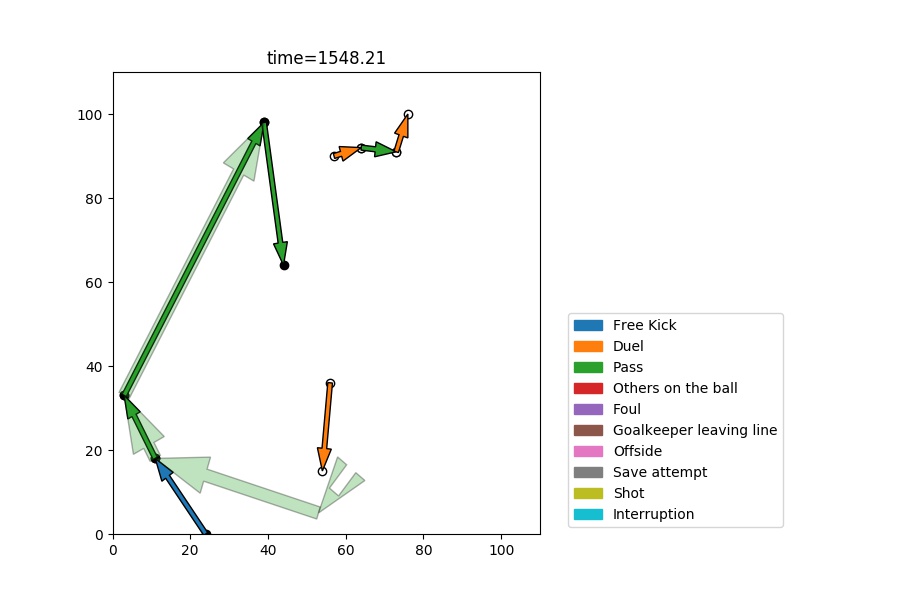 time=1548.21
100
80
60
40
20
0
0 20 40 60 80 100
Free Kick
Duel
Pass
Others on the ball
Foul
Goalkeeper leaving line
Offside
Save attempt
Shot
Interruption